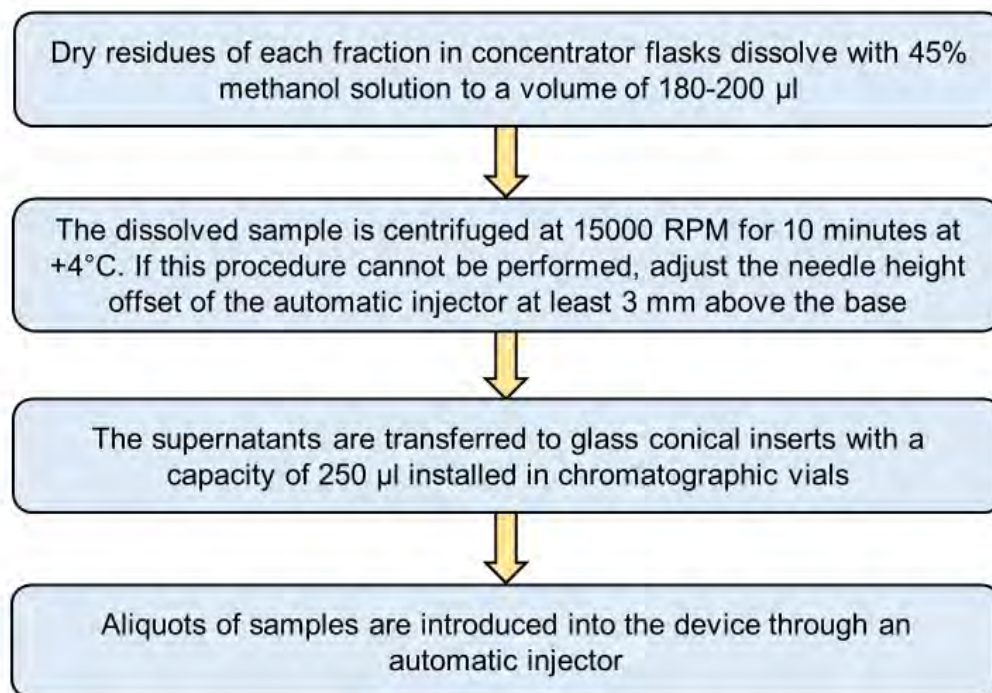 Dry residues of each fraction in concentrator flasks dissolve with 45%
methanol solution to a volume of 180-200 µl
The dissolved sample is centrifuged at 15000 RPM for 10 minutes at
+4°C. If this procedure cannot be performed, adjust the needle height
offset of the automatic injector at least 3 mm above the base
The supernatants are transferred to glass conical inserts with a
capacity of 250 µl installed in chromatographic vials
Aliquots of samples are introduced into the device through an
automatic injector